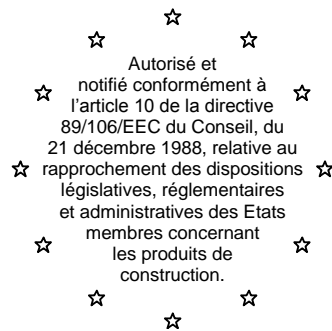 Autorisé et
notifié conformément à
l'article 10 de la directive
89/106/EEC du Conseil, du
21 décembre 1988, relative au
rapprochement des dispositions
législatives, réglementaires
et administratives des Etats
membres concernant
les produits de
construction.